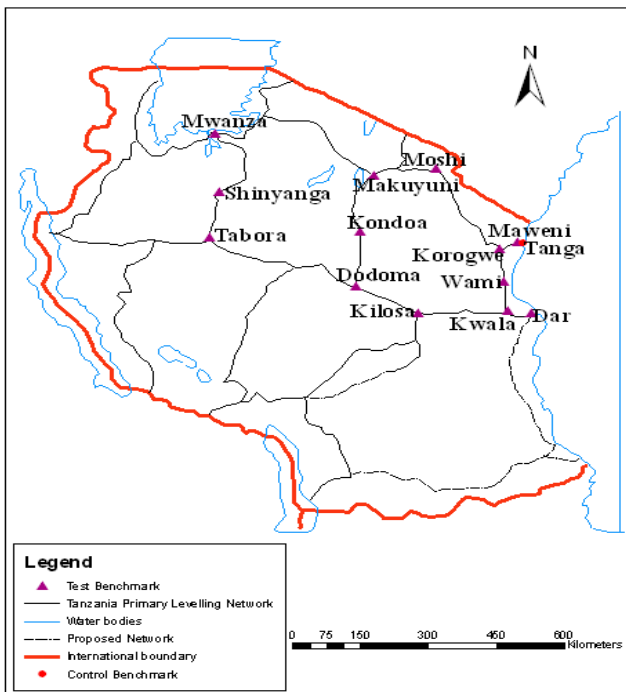 N
Mwanza
Moshi
Makuyuni
Shinyanga
Kondoa
Maweni
Tabora
Korogwe Tanga
Dodoma
Wami
Kilosa
Kwala Dar
Legend
Test Benchmark
Tanzania Primary Levelling Network
Water bodies
Proposed Network
International boundary
Control Benchmark
0 75 150 300 450 600
Kilometers